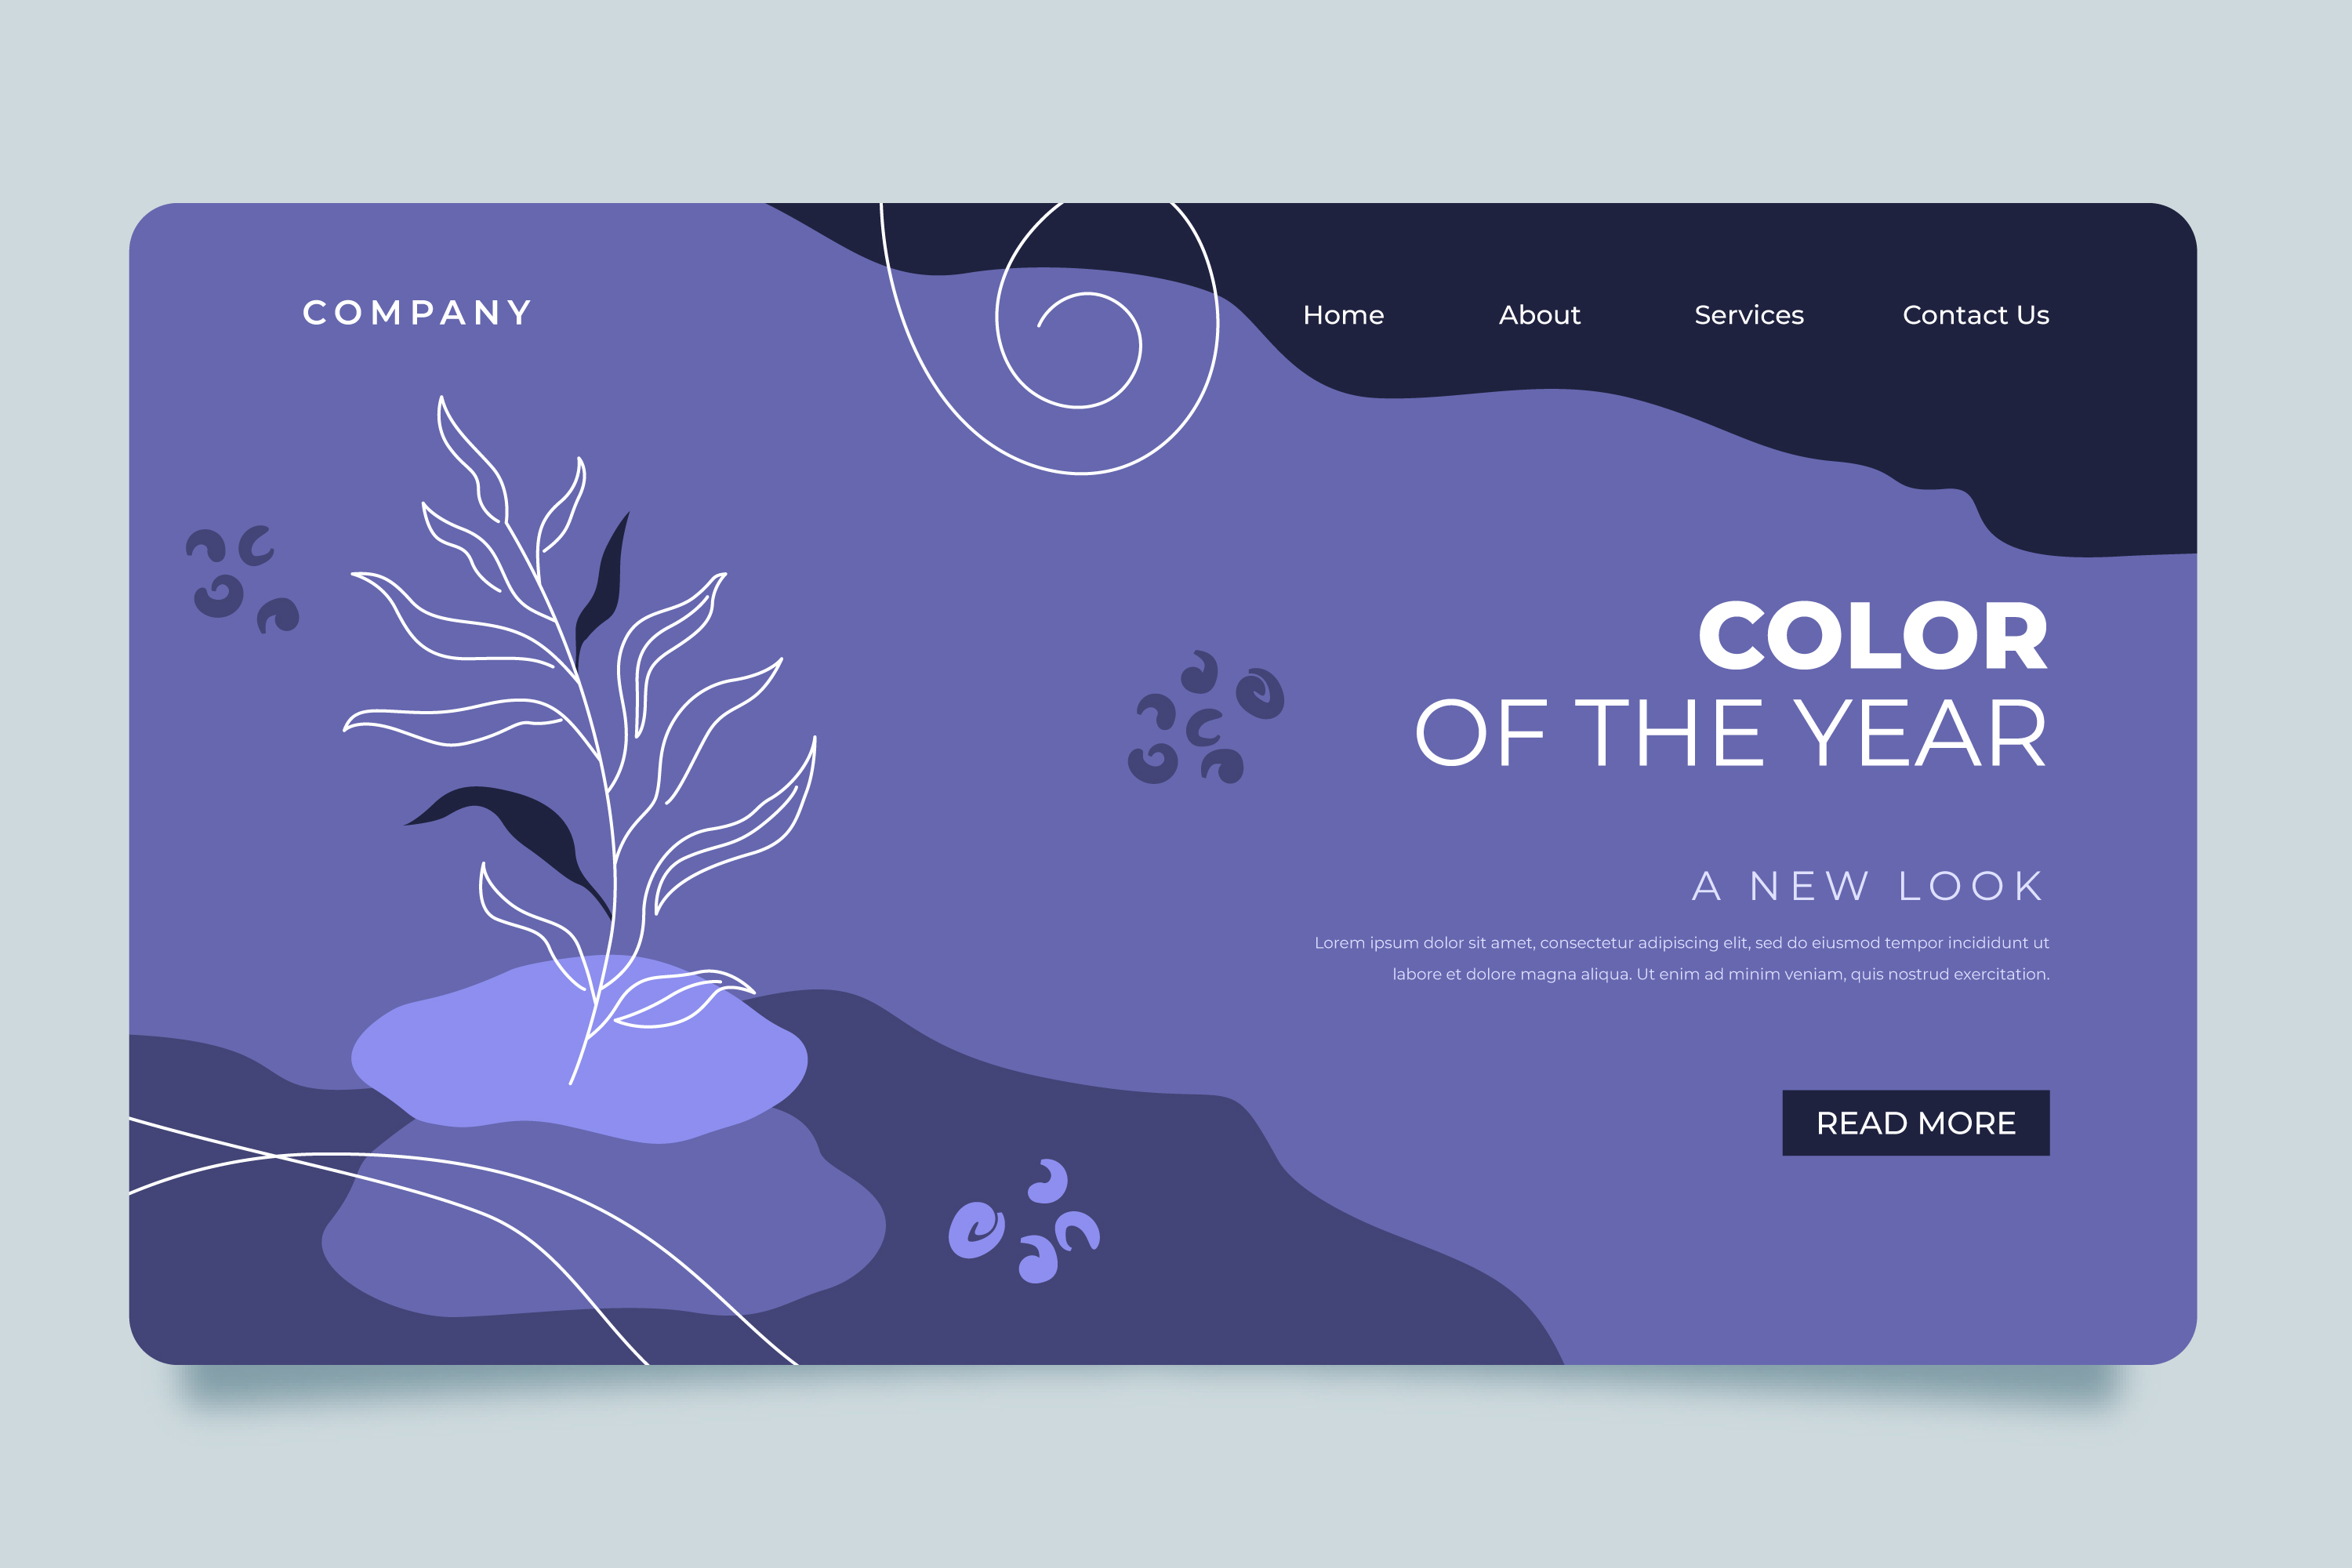 COMPANY
Home About Services Contact Us
COLOR
OF THE YEAR
A NEW LOOK
Lorem ipsum dolor sit amet, consectetur adipiscing elit, sed do eiusmod tempor incididunt ut
labore et dolore magna aliqua. Ut enim ad minim veniam, quis nostrud exercitation.
READ MORE